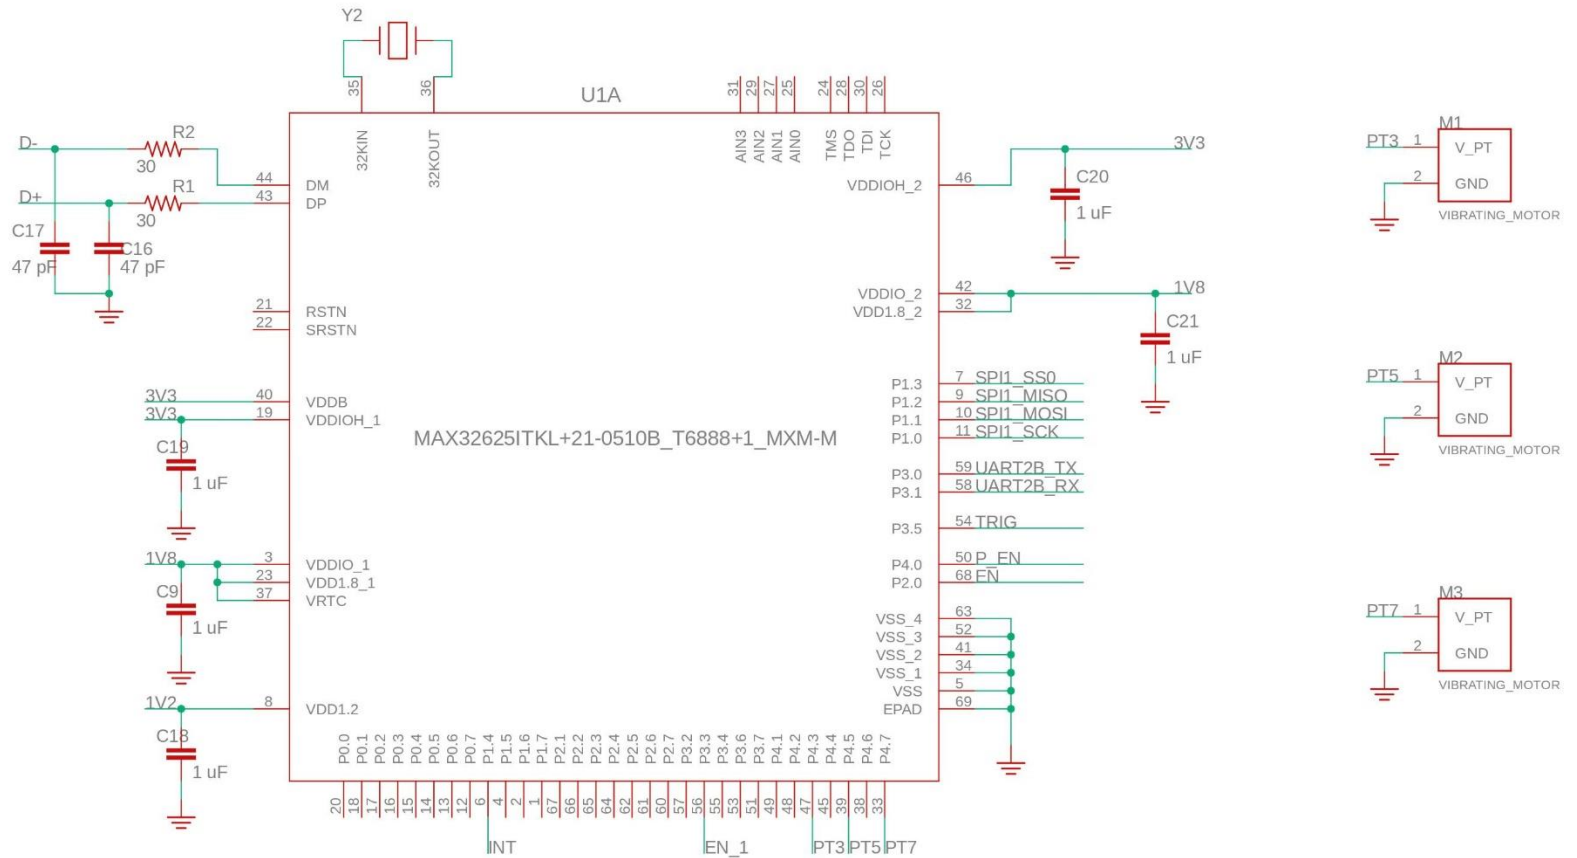 Y2
35
36
U1A
31
29
27
25
24
28
30
26
32KIN
32KOUT
AIN3
AIN2
AIN1
AIN0
TMS
TDO
TDI
TCK
D-
R2
30
44
DM
D+
R1
30
43
DP
C17
47 pF
C16
47 pF
21
RSTN
22
SRSTN
3V3
40
VDDB
3V3
19
VDDIOH_1
C19
1 uF
1V8
3
VDDIO_1
23
VDD1.8_1
37
VRTC
C9
1 uF
1V2
8
VDD1.2
C18
1 uF
MAX32625ITKL+21-0510B_T6888+1_MXM-M
VDDIOH_2
46
3V3
C20
1 uF
VDDIO_2
42
1V8
VDD1.8_2
32
C21
1 uF
P1.3
7
SPI1_SS0
P1.2
9
SPI1_MISO
P1.1
10
SPI1_MOSI
P1.0
11
SPI1_SCK
P3.0
59
UART2B_TX
P3.1
58
UART2B_RX
P3.5
54
TRIG
P4.0
50
P_EN
P2.0
68
EN
VSS_4
63
VSS_3
52
VSS_2
41
VSS_1
34
VSS
5
EPAD
69
P0.0
P0.1
P0.2
P0.3
P0.4
P0.5
P0.6
P0.7
P1.4
P1.5
P1.6
P1.7
P2.1
P2.2
P2.3
P2.4
P2.5
P2.6
P2.7
P3.2
P3.3
P3.4
P3.6
P3.7
P4.1
P4.2
P4.3
P4.4
P4.5
P4.6
P4.7
20
18
17
16
15
14
13
12
6
4
2
1
67
66
65
64
62
61
60
57
56
55
53
51
49
48
47
45
39
38
33
INT
EN_1
PT3
PT5
PT7
M1
PT3
1
V_PT
2
GND
VIBRATING_MOTOR
M2
PT5
1
V_PT
2
GND
VIBRATING_MOTOR
M3
PT7
1
V_PT
2
GND
VIBRATING_MOTOR